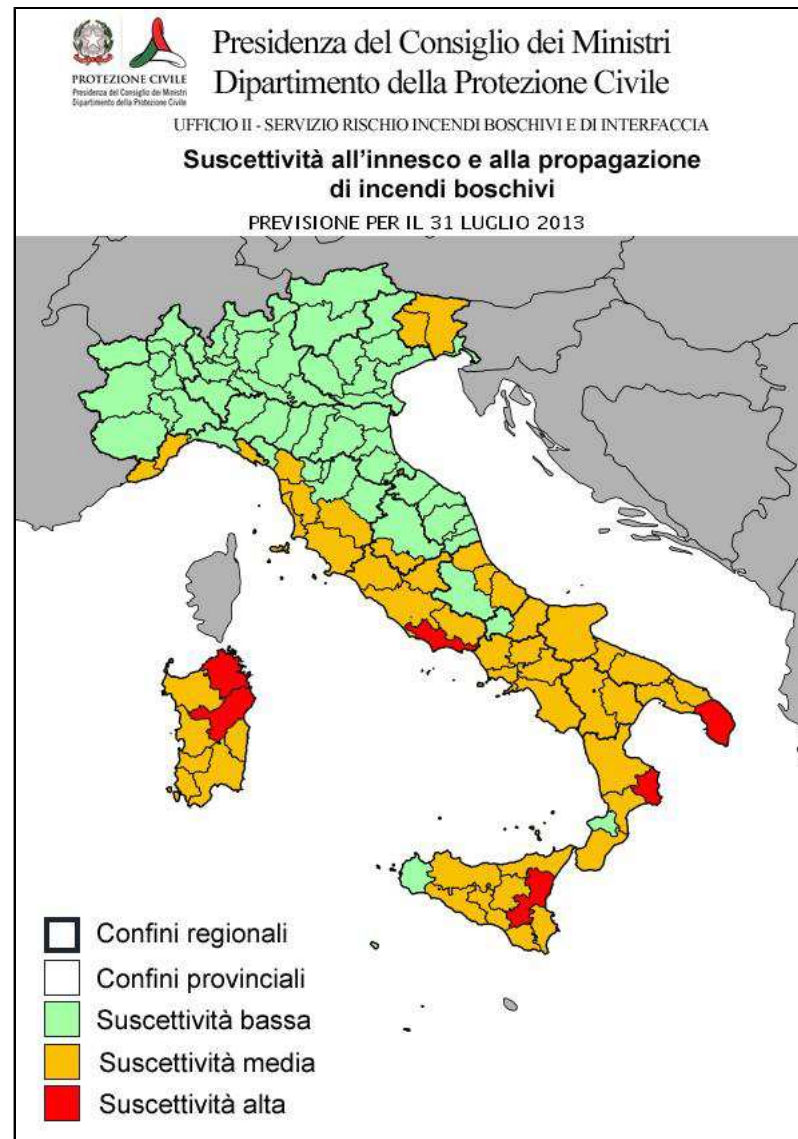 PROTEZIONE CIVILE
Presidenza del Consiglio dei Ministri
Dipartimento della Protezione Civile
Presidenza del Consiglio dei Ministri
Dipartimento della Protezione Civile
UFFICIO II - SERVIZIO RISCHIO INCENDI BOSCHIVI E DI INTERFACCIA
Suscettività all'innesco e alla propagazione
di incendi boschivi
PREVISIONE PER IL 31 LUGLIO 2013
Confini regionali
Confini provinciali
Suscettività bassa
Suscettività media
Suscettività alta